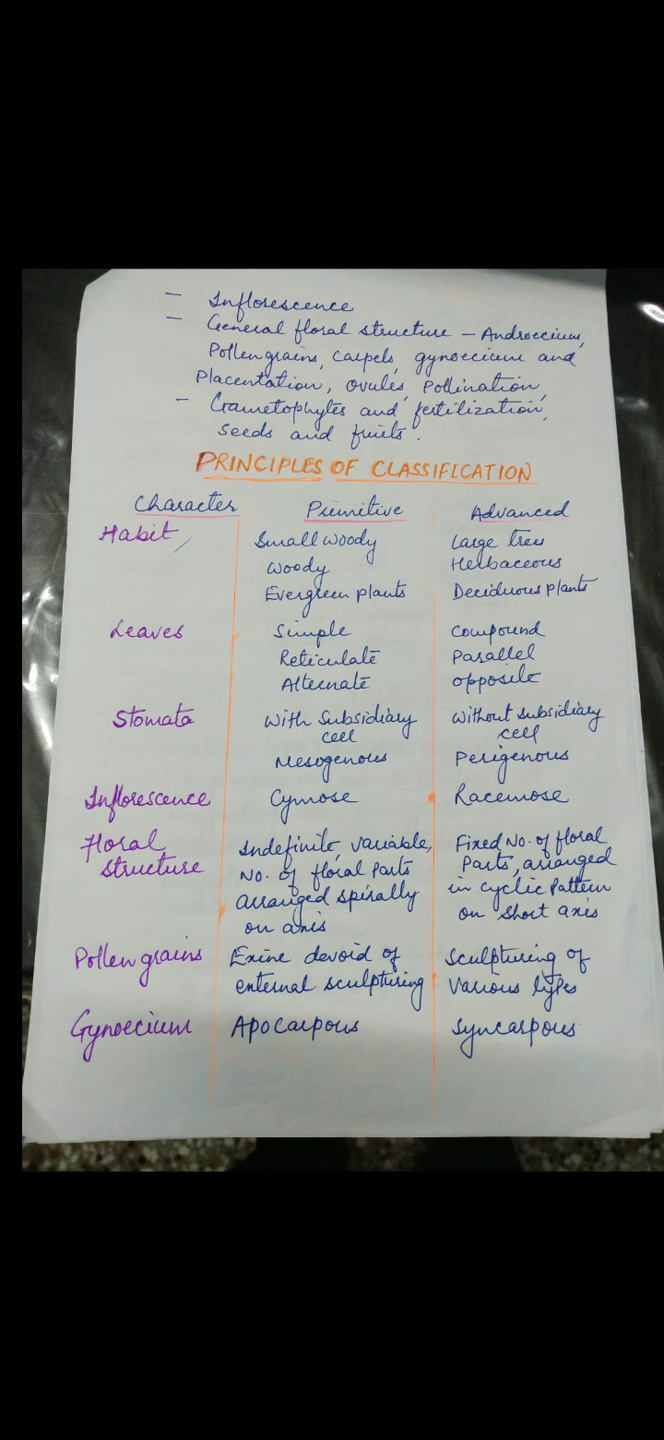 - Inflorescence
- General floral structure - Androecium,
Pollen grains, carpels, gynoecium and
Placentation, ovules, Pollination,
- Gametophytes and fertilization,
seeds and fruits.
PRINCIPLES OF CLASSIFICATION
Character Primitive Advanced
Habit Small woody Large trees
Woody Herbaceous
Evergreen plants Deciduous plants
Leaves Simple Compound
Reticulate Parallel
Alternate opposite
Stomata With Subsidiary Without subsidiary
cell cell
Mesogenous Perigenous
Inflorescence Cymose Racemose
Floral Indefinite, variable, Fixed No. of floral
structure No. of floral Parts Parts, arranged
arranged spirally in cyclic Pattern
on axis on short axis
Pollen grains Exine devoid of Sculpturing of
external sculpturing various types
Gynoecium Apocarpous Syncarpous